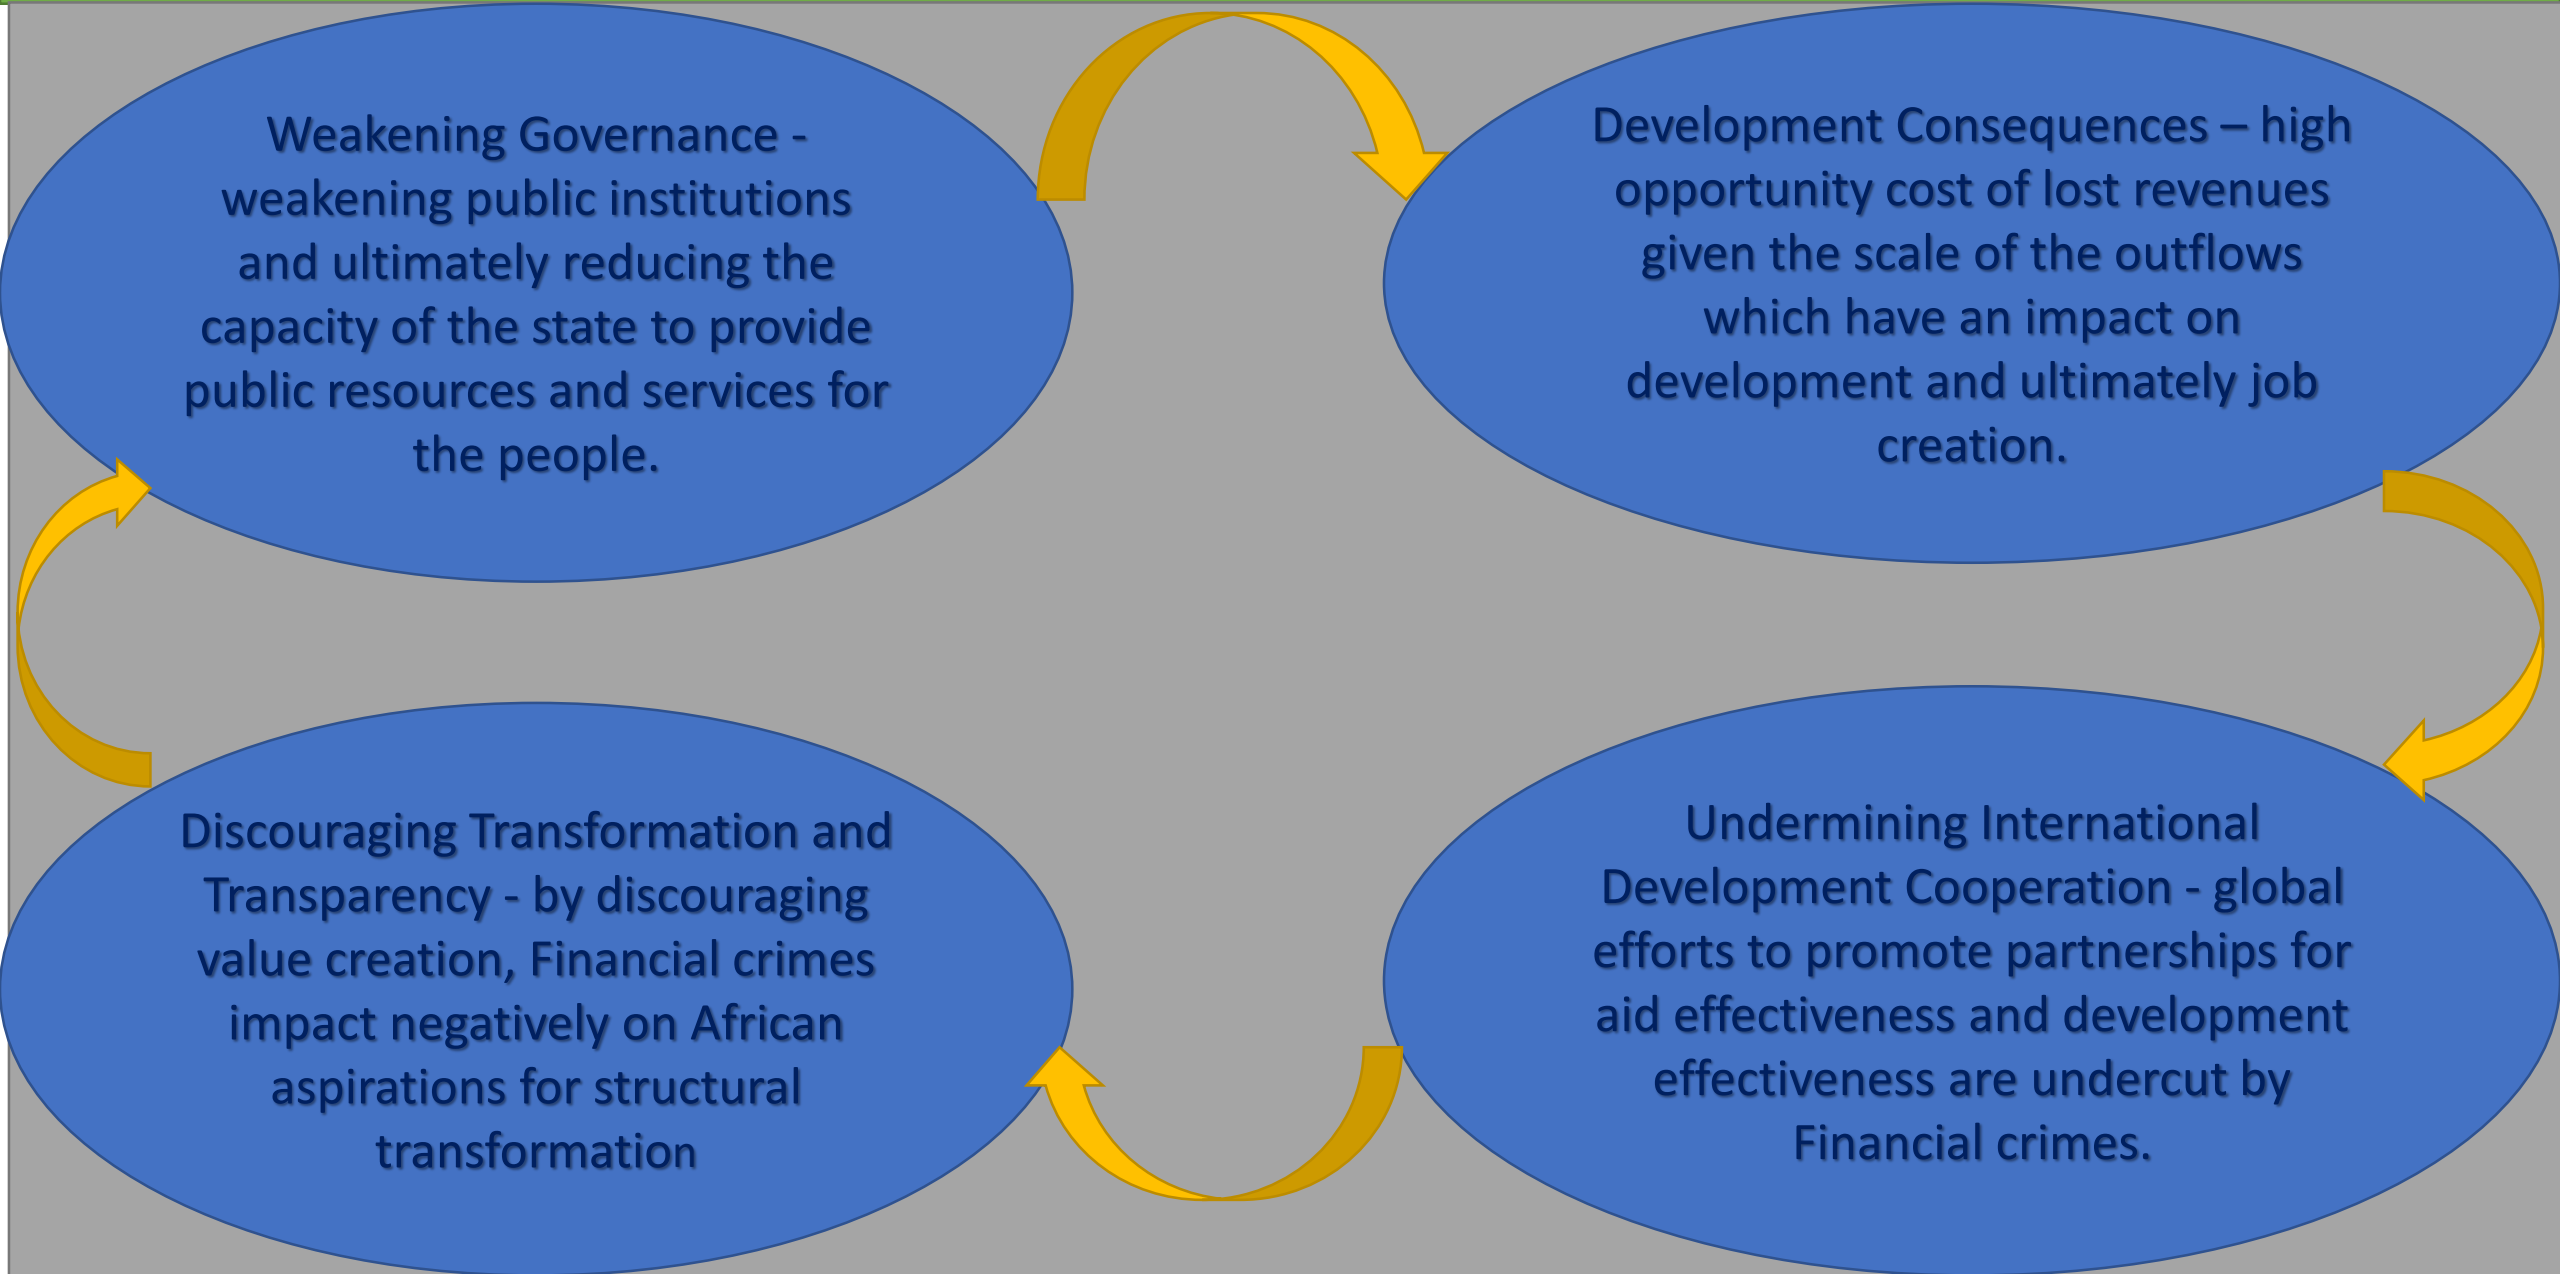 Weakening Governance -
weakening public institutions
and ultimately reducing the
capacity of the state to provide
public resources and services for
the people.
Development Consequences – high
opportunity cost of lost revenues
given the scale of the outflows
which have an impact on
development and ultimately job
creation.
Discouraging Transformation and
Transparency - by discouraging
value creation, Financial crimes
impact negatively on African
aspirations for structural
transformation
Undermining International
Development Cooperation - global
efforts to promote partnerships for
aid effectiveness and development
effectiveness are undercut by
Financial crimes.